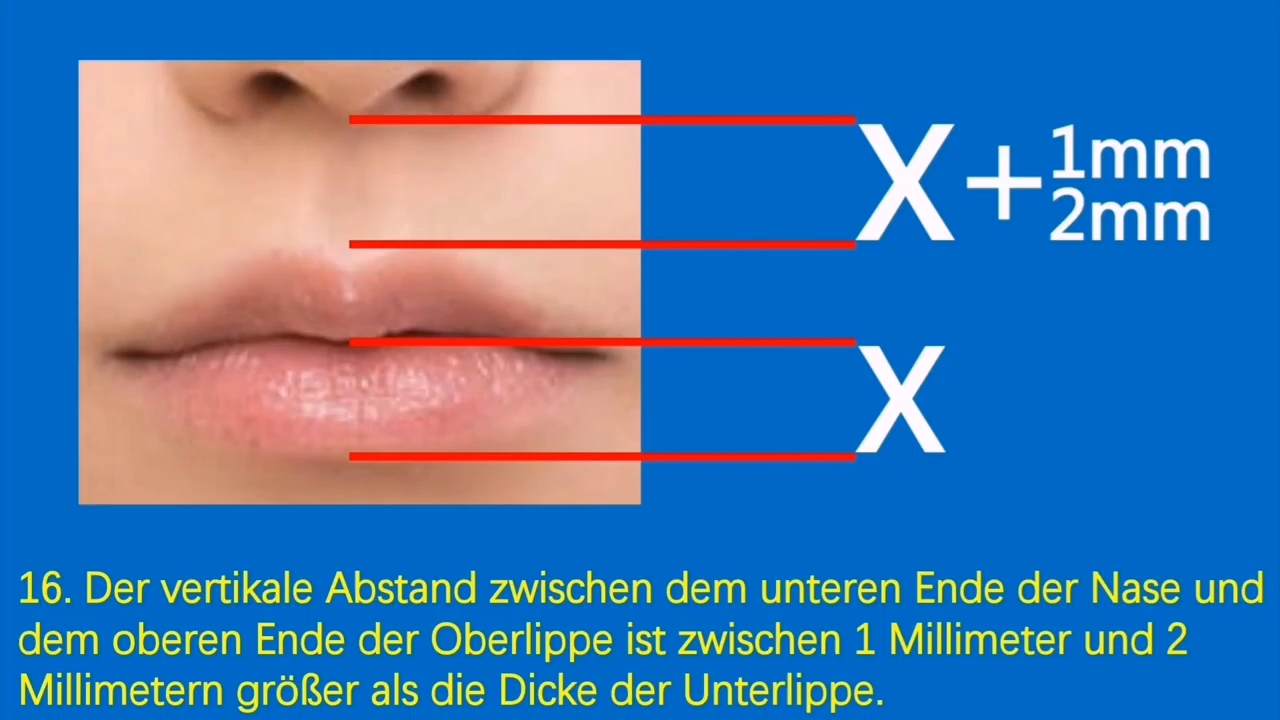 X + 1mm
2mm
X
16. Der vertikale Abstand zwischen dem unteren Ende der Nase und
dem oberen Ende der Oberlippe ist zwischen 1 Millimeter und 2
Millimetern größer als die Dicke der Unterlippe.